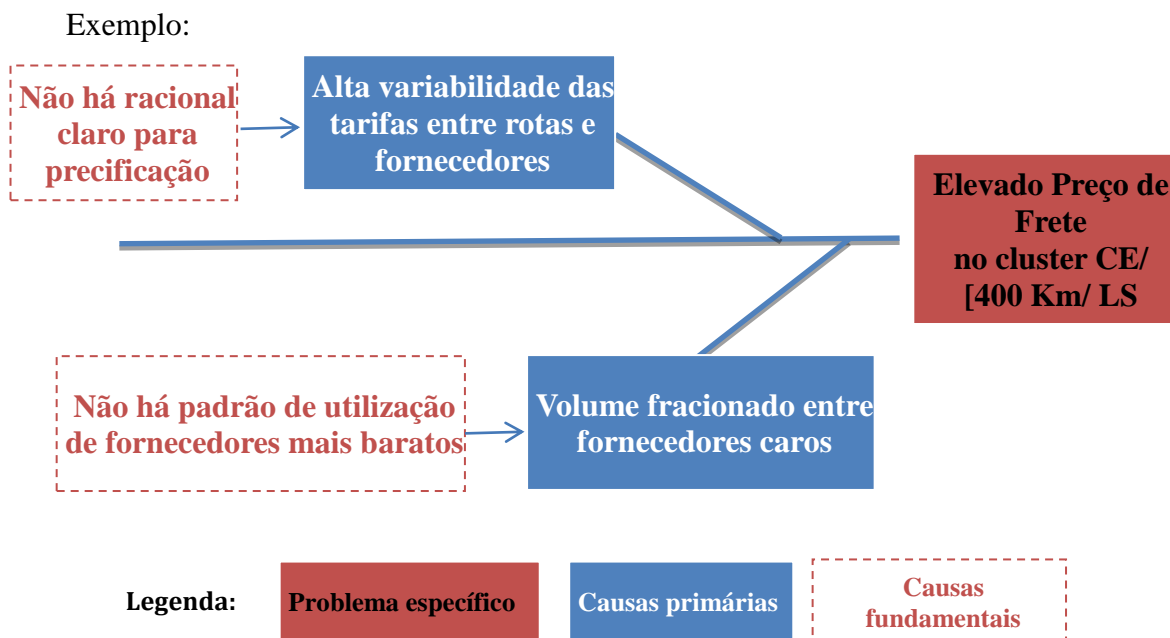 Exemplo:
Não há racional
claro para
precificação
Alta variabilidade das
tarifas entre rotas e
fornecedores
Elevado Preço de
Frete
no cluster CE/
[400 Km/ LS
Não há padrão de utilização
de fornecedores mais baratos
Volume fracionado entre
fornecedores caros
Legenda:
Problema específico
Causas primárias
Causas
fundamentais